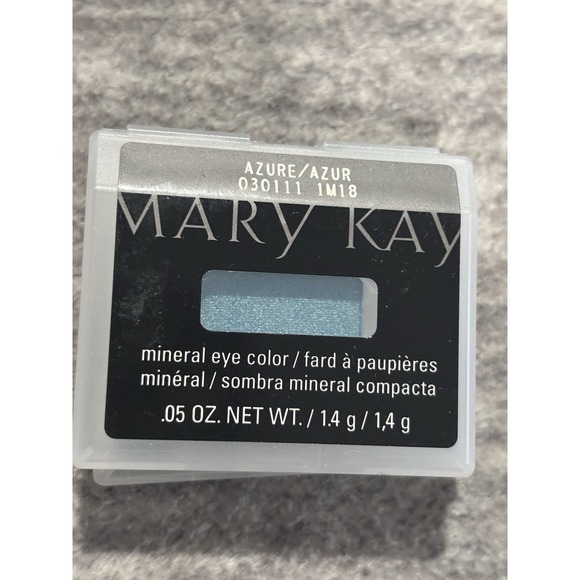 AZURE/AZUR
030111 1M18
MARY KAY
mineral eye color / fard à paupières
minéral / sombra mineral compacta
.05 OZ. NET WT. / 1.4 g / 1,4 g